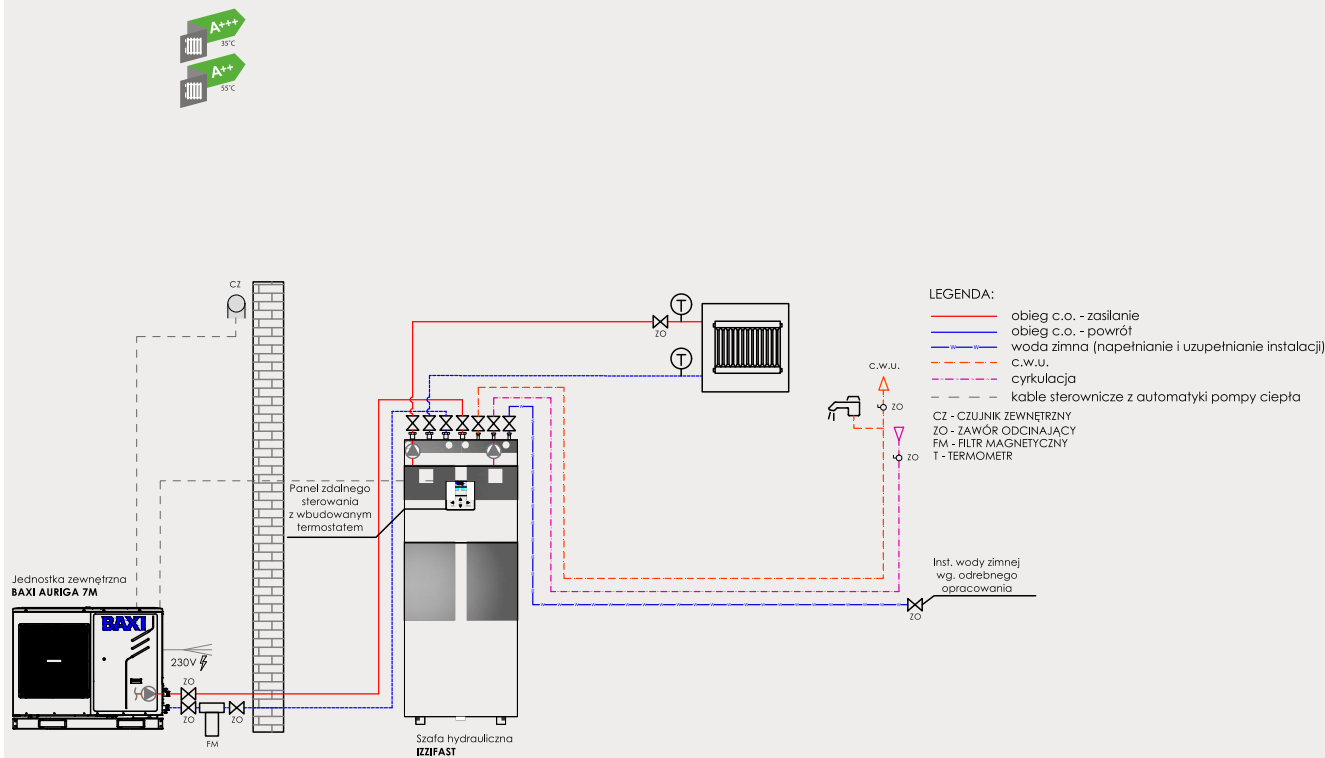 A+++
35°C
A++
55°C
CZ
ZO
T
T
c.w.u.
ZO
ZO
LEGENDA:
obieg c.o. - zasilanie
obieg c.o. - powrót
woda zimna (napełnianie i uzupełnianie instalacji)
c.w.u.
cyrkulacja
kable sterownicze z automatyki pompy ciepła
CZ - CZUJNIK ZEWNĘTRZNY
ZO - ZAWÓR ODCINAJĄCY
FM - FILTR MAGNETYCZNY
T - TERMOMETR
Panel zdalnego
sterowania
z wbudowanym
termostatem
Inst. wody zimnej
wg. odrebnego
opracowania
ZO
Jednostka zewnętrzna
BAXI AURIGA 7M
BAXI
230V
ZO
ZO
ZO
FM
Szafa hydrauliczna
IZZIFAST